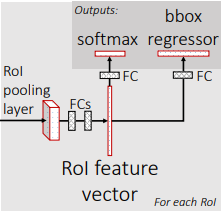 Outputs:
bbox
softmax regressor
FC
FC
RoI
pooling
layer
FCs
RoI feature
vector
For each RoI